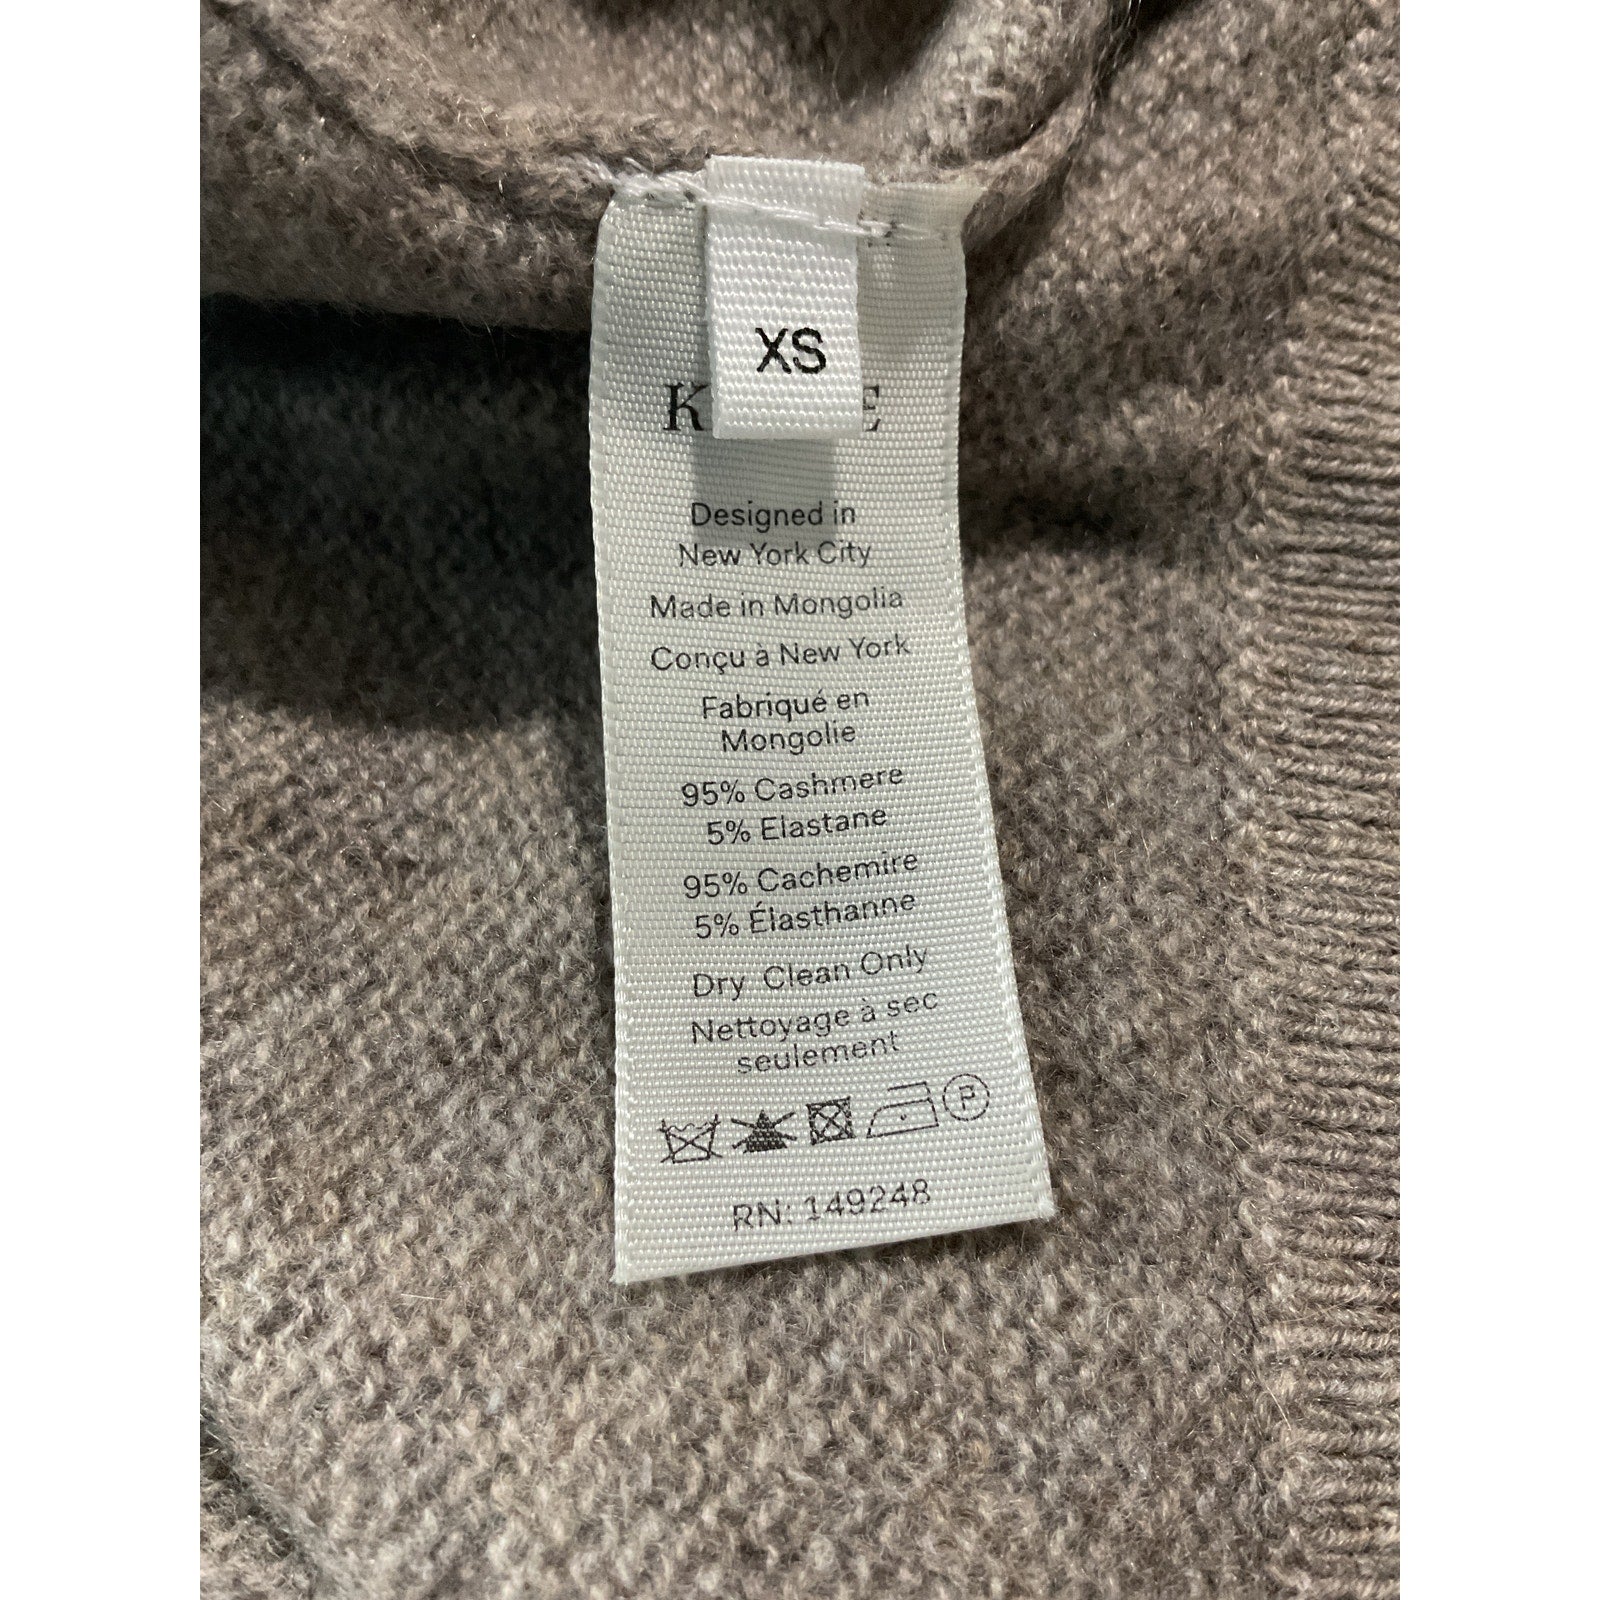 XS
Designed in
New York City
Made in Mongolia
Conçu à New York
Fabriqué en
Mongolie
95% Cashmere
5% Elastane
95% Cachemire
5% Élasthanne
Dry Clean Only
Nettoyage à sec
seulement
P
RN: 149248